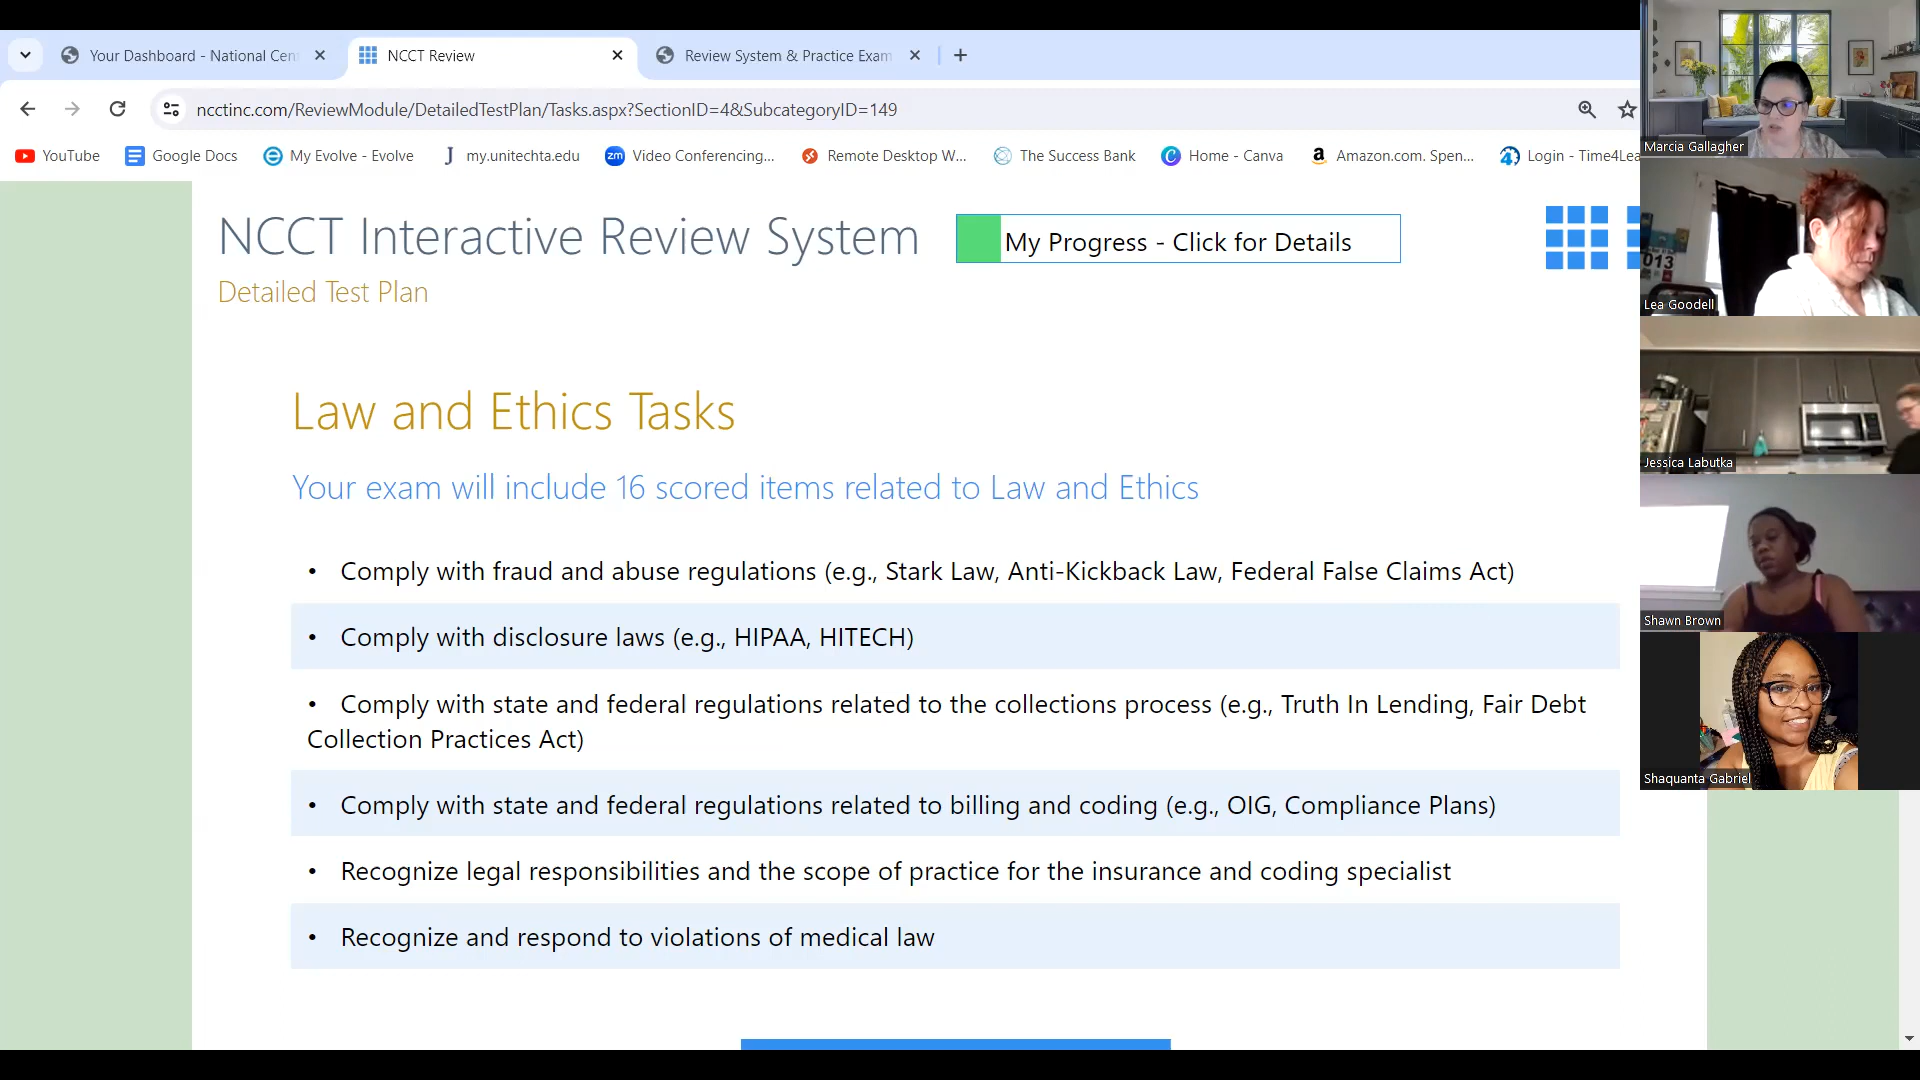 Your Dashboard - National Cen
NCCT Review
Review System & Practice Exam
ncctinc.com/ReviewModule/DetailedTestPlan/Tasks.aspx?SectionID=4&SubcategoryID=149
YouTube
Google Docs
My Evolve - Evolve
my.unitechta.edu
zm
Video Conferencing...
Remote Desktop W...
The Success Bank
Home - Canva
Amazon.com. Spen...
Login - Time4Lea
NCCT Interactive Review System
My Progress - Click for Details
Detailed Test Plan
Law and Ethics Tasks
Your exam will include 16 scored items related to Law and Ethics
• Comply with fraud and abuse regulations (e.g., Stark Law, Anti-Kickback Law, Federal False Claims Act)
• Comply with disclosure laws (e.g., HIPAA, HITECH)
• Comply with state and federal regulations related to the collections process (e.g., Truth In Lending, Fair Debt
Collection Practices Act)
• Comply with state and federal regulations related to billing and coding (e.g., OIG, Compliance Plans)
• Recognize legal responsibilities and the scope of practice for the insurance and coding specialist
• Recognize and respond to violations of medical law
Marcia Gallagher
013
Lea Goodell
Jessica Labutka
Shawn Brown
Shaquanta Gabriel